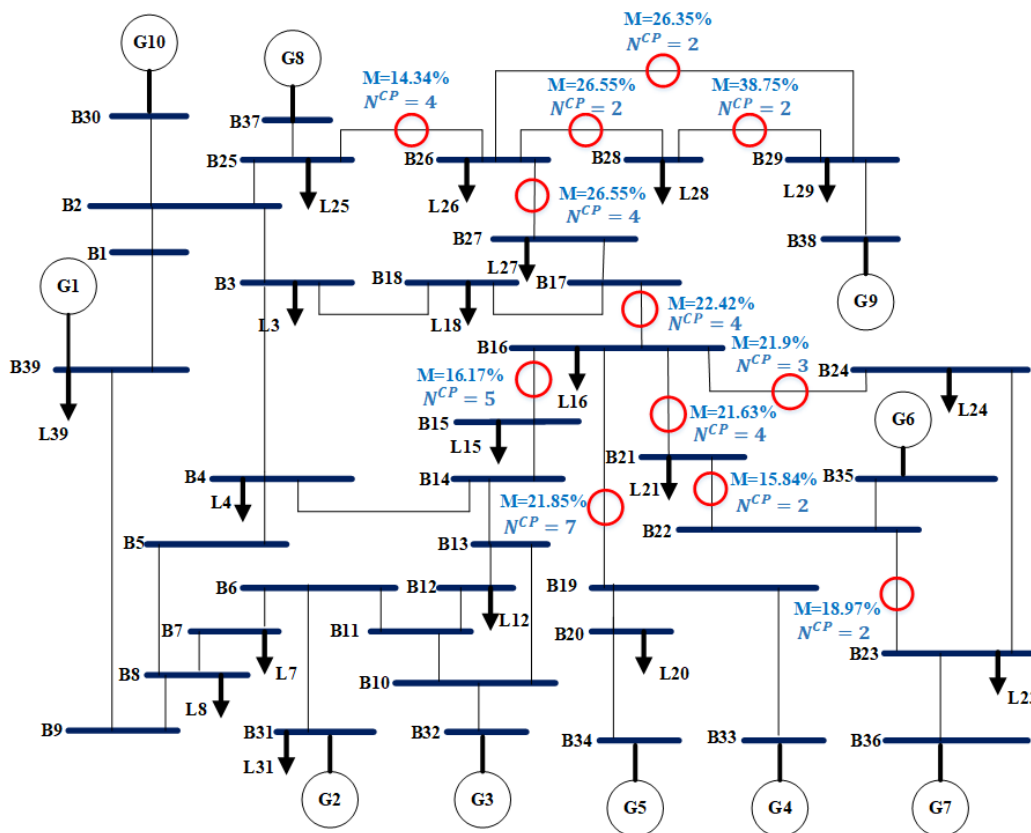 M=26.35%
N^CP = 2
G10
G8
M=14.34%
N^CP = 4
M=26.55%
N^CP = 2
M=38.75%
N^CP = 2
B30
B37
B25
B26
B28
B29
L25
L26
L28
L29
B2
M=26.55%
N^CP = 4
B27
B38
B1
L27
G1
B3
B18
B17
G9
L3
L18
M=22.42%
N^CP = 4
B16
M=21.9%
N^CP = 3
B39
B24
M=16.17%
N^CP = 5
L16
L24
L39
B15
M=21.63%
N^CP = 4
G6
L15
B21
B4
B14
L21
M=15.84%
N^CP = 2
B35
L4
M=21.85%
N^CP = 7
B22
B5
B13
B6
B12
B19
M=18.97%
N^CP = 2
L12
B7
B11
B20
B23
L7
L20
B8
B10
L8
L23
B9
B31
B32
B34
B33
B36
L31
G2
G3
G5
G4
G7